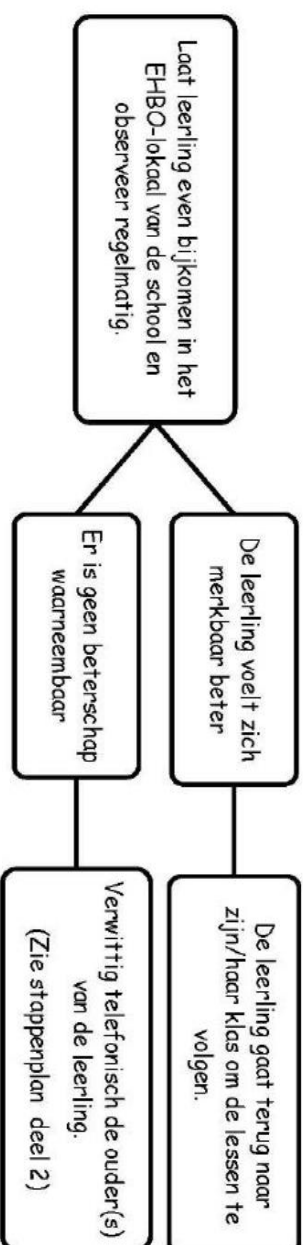 Laat leerling even bijkomen in het
EHBO-lokaal van de school en
observeer regelmatig.
De leerling voelt zich
merkbaar beter
De leerling gaat terug naar
zijn/haar klas om de lessen te
volgen.
Er is geen beterschap
waarneembaar
Verwittig telefonisch de ouder(s)
van de leerling.
(Zie stappenplan deel 2)